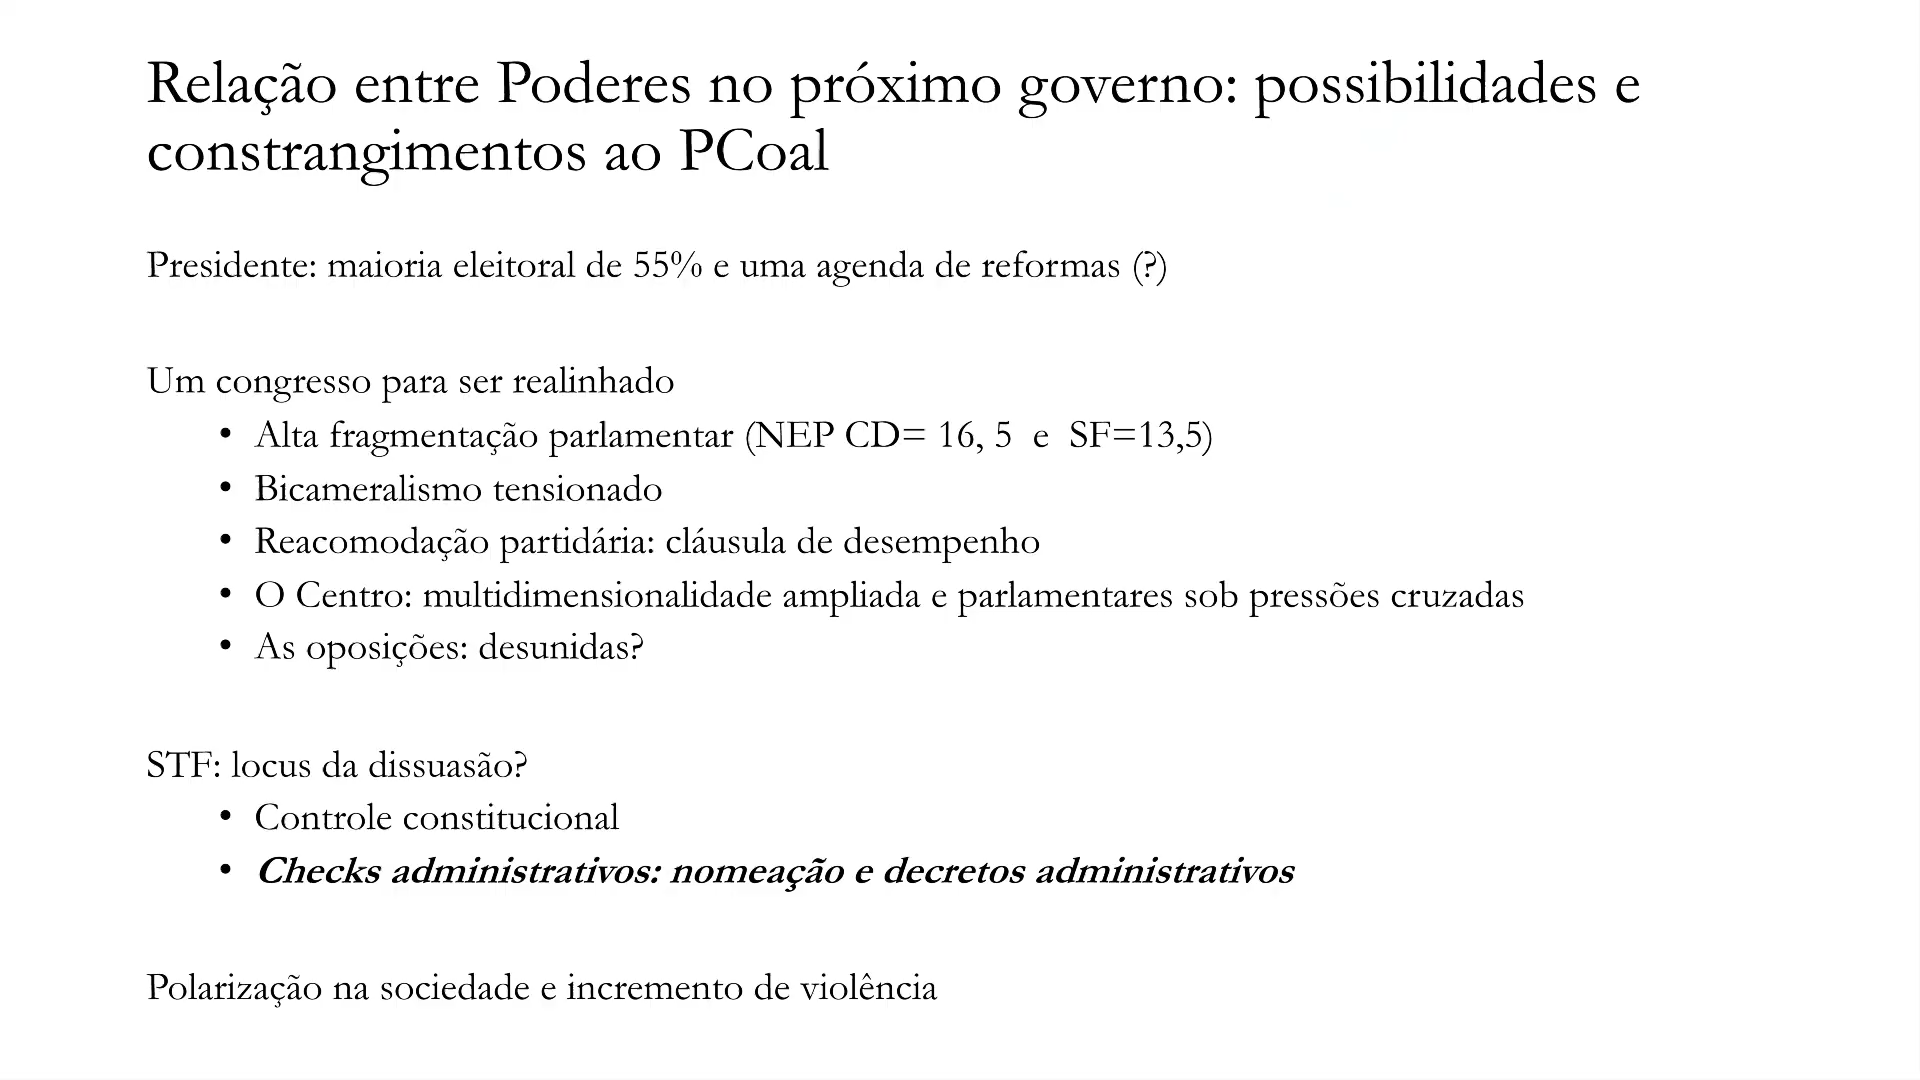 Relação entre Poderes no próximo governo: possibilidades e
constrangimentos ao PCoal
Presidente: maioria eleitoral de 55% e uma agenda de reformas (?)
Um congresso para ser realinhado
• Alta fragmentação parlamentar (NEP CD= 16, 5 e SF=13,5)
• Bicameralismo tensionado
• Reacomodação partidária: cláusula de desempenho
• O Centro: multidimensionalidade ampliada e parlamentares sob pressões cruzadas
• As oposições: desunidas?
STF: locus da dissuasão?
• Controle constitucional
• Checks administrativos: nomeação e decretos administrativos
Polarização na sociedade e incremento de violência